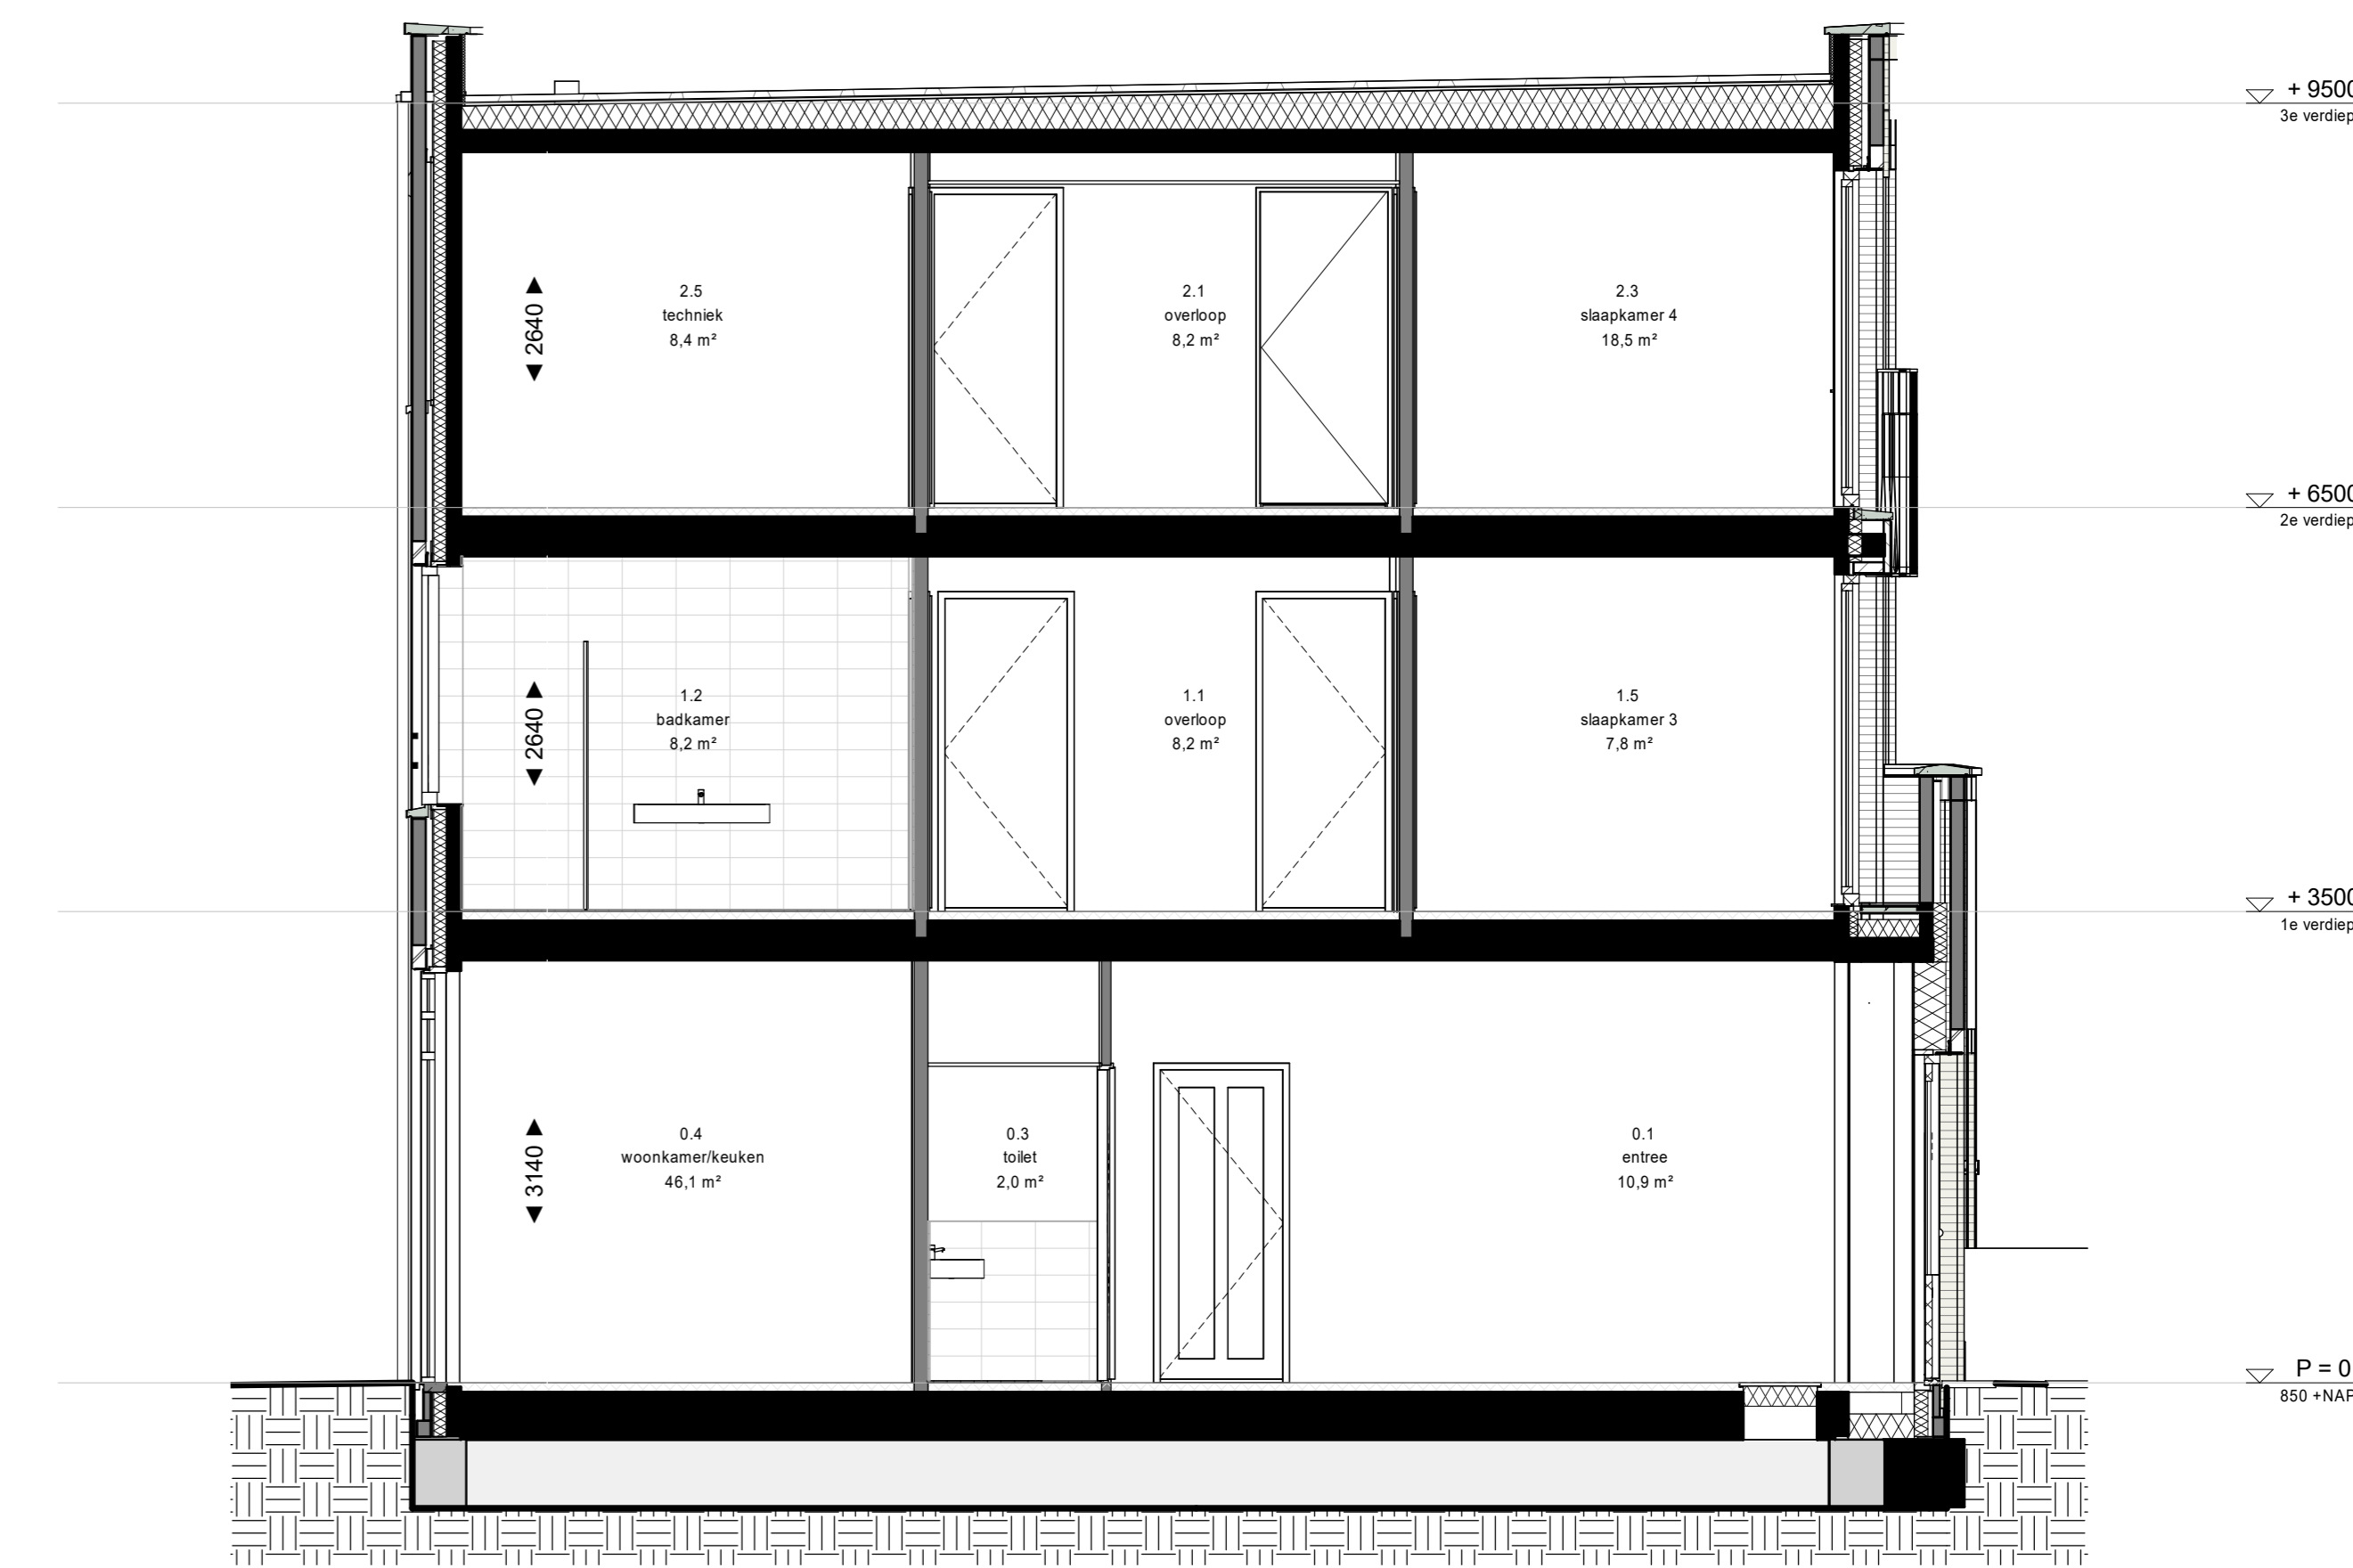 + 9500
3e verdiep
2.5
techniek
8,4 m²
2640
2.1
overloop
8,2 m²
2.3
slaapkamer 4
18,5 m²
+ 6500
2e verdiep
1.2
badkamer
8,2 m²
2640
1.1
overloop
8,2 m²
1.5
slaapkamer 3
7,8 m²
+ 3500
1e verdiep
0.4
woonkamer/keuken
46,1 m²
3140
0.3
toilet
2,0 m²
0.1
entree
10,9 m²
P = 0
850 +NAP